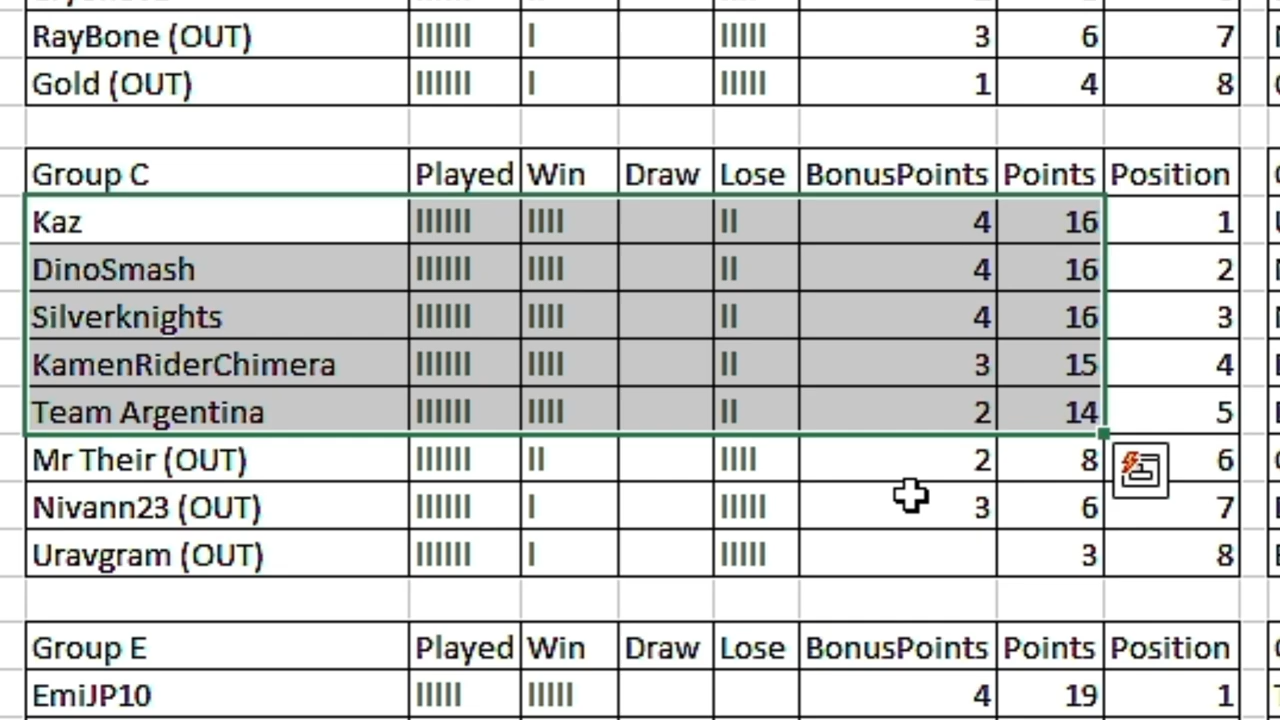 RayBone (OUT) IIIIII I IIIII 3 6 7
Gold (OUT) IIIIII I IIIII 1 4 8
Group C Played Win Draw Lose BonusPoints Points Position
Kaz IIIIII IIII II 4 16 1
DinoSmash IIIIII IIII II 4 16 2
Silverknights IIIIII IIII II 4 16 3
KamenRiderChimera IIIIII IIII II 3 15 4
Team Argentina IIIIII IIII II 2 14 5
Mr Their (OUT) IIIIII II IIII 2 8 6
Nivann23 (OUT) IIIIII I IIIII 3 6 7
Uravgram (OUT) IIIIII I IIIII 3 8
Group E Played Win Draw Lose BonusPoints Points Position
EmiJP10 IIIII IIIII 4 19 1